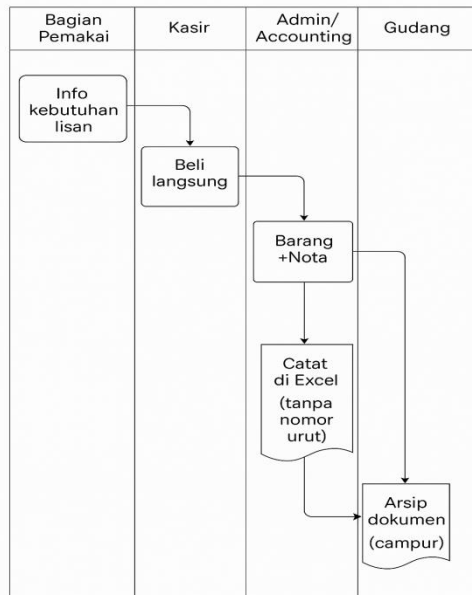 Bagian
Pemakai
Kasir
Admin/
Accounting
Gudang
Info
kebutuhan
lisan
Beli
langsung
Barang
+Nota
Catat
di Excel
(tanpa
nomor
urut)
Arsip
dokumen
(campur)